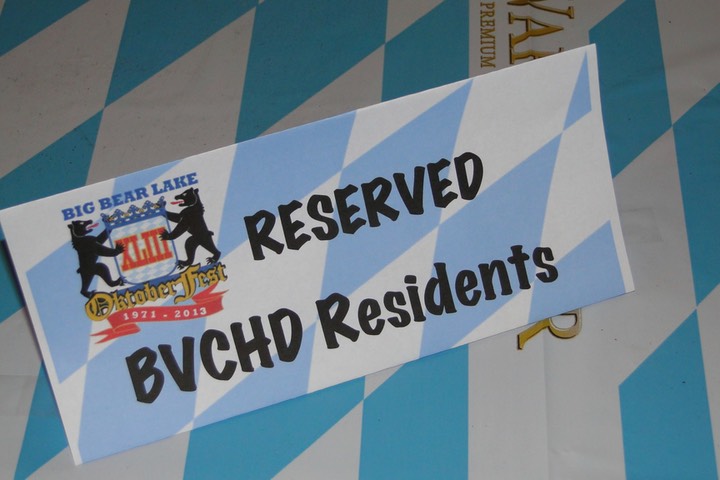 BIG BEAR LAKE
XLIII
OktoberFest
1971 - 2013
RESERVED
BVCHD Residents
PREMIUM